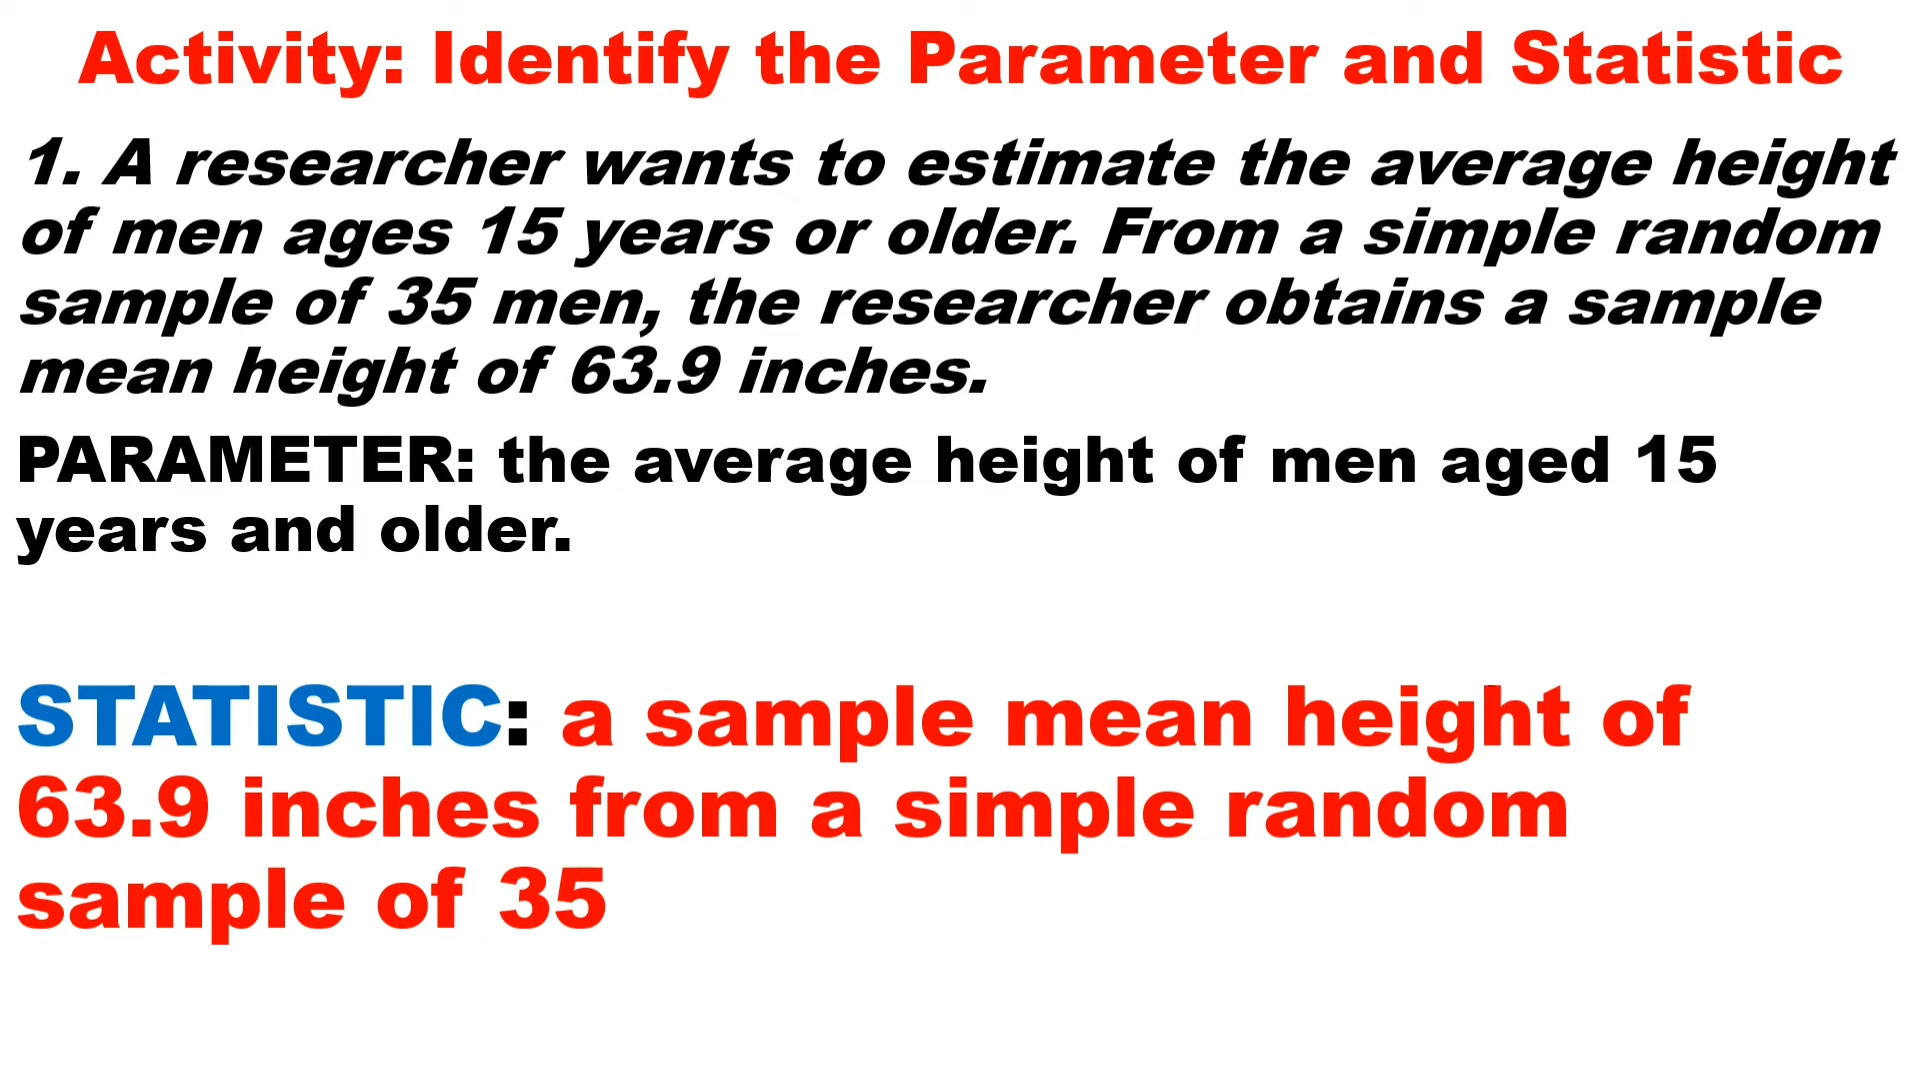 Activity: Identify the Parameter and Statistic
1. A researcher wants to estimate the average height
of men ages 15 years or older. From a simple random
sample of 35 men, the researcher obtains a sample
mean height of 63.9 inches.
PARAMETER: the average height of men aged 15
years and older.
STATISTIC: a sample mean height of
63.9 inches from a simple random
sample of 35